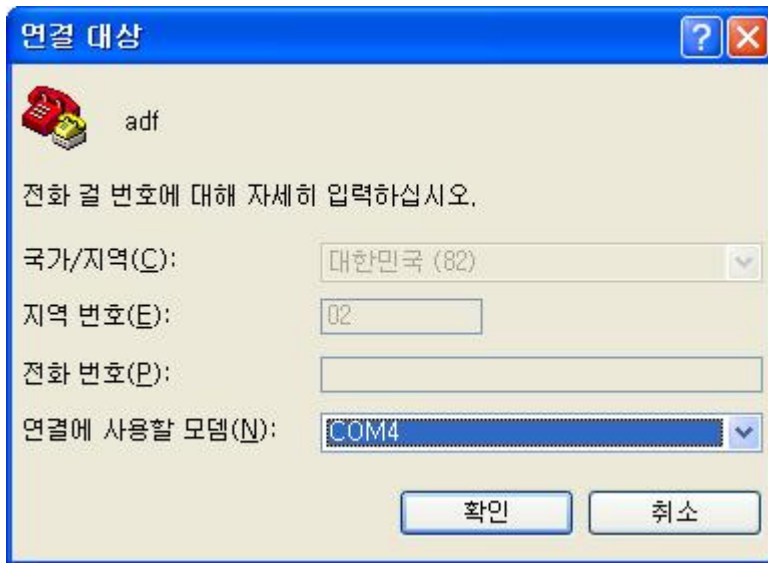 연결 대상
adf
전화 걸 번호에 대해 자세히 입력하십시오.
국가/지역(C): 대한민국 (82)
지역 번호(E): 02
전화 번호(P):
연결에 사용할 모뎀(N): COM4
확인 취소